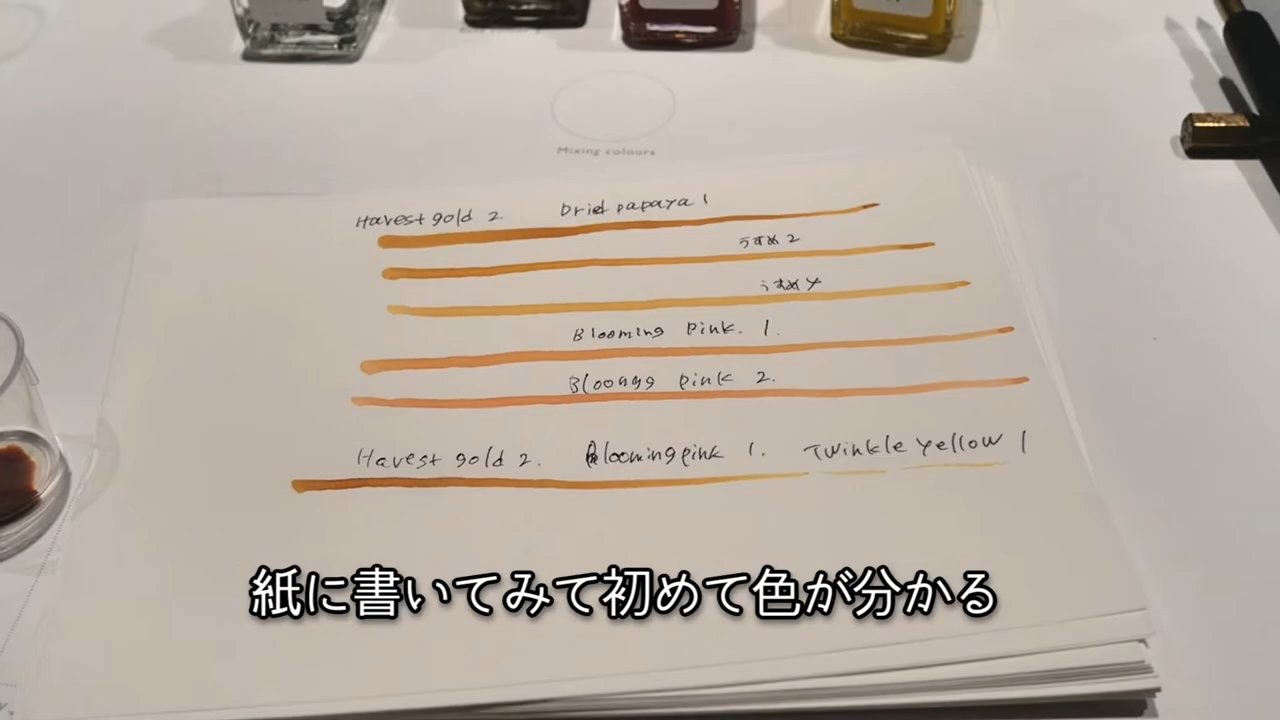 Mixing colours
Havest gold 2 Dried papaya 1
うすめ 2
うすめ 4
Blooming pink. 1.
pink 2.
Havest gold 2. Blooming pink 1. Twinkle Yellow 1
紙に書いてみて初めて色が分かる